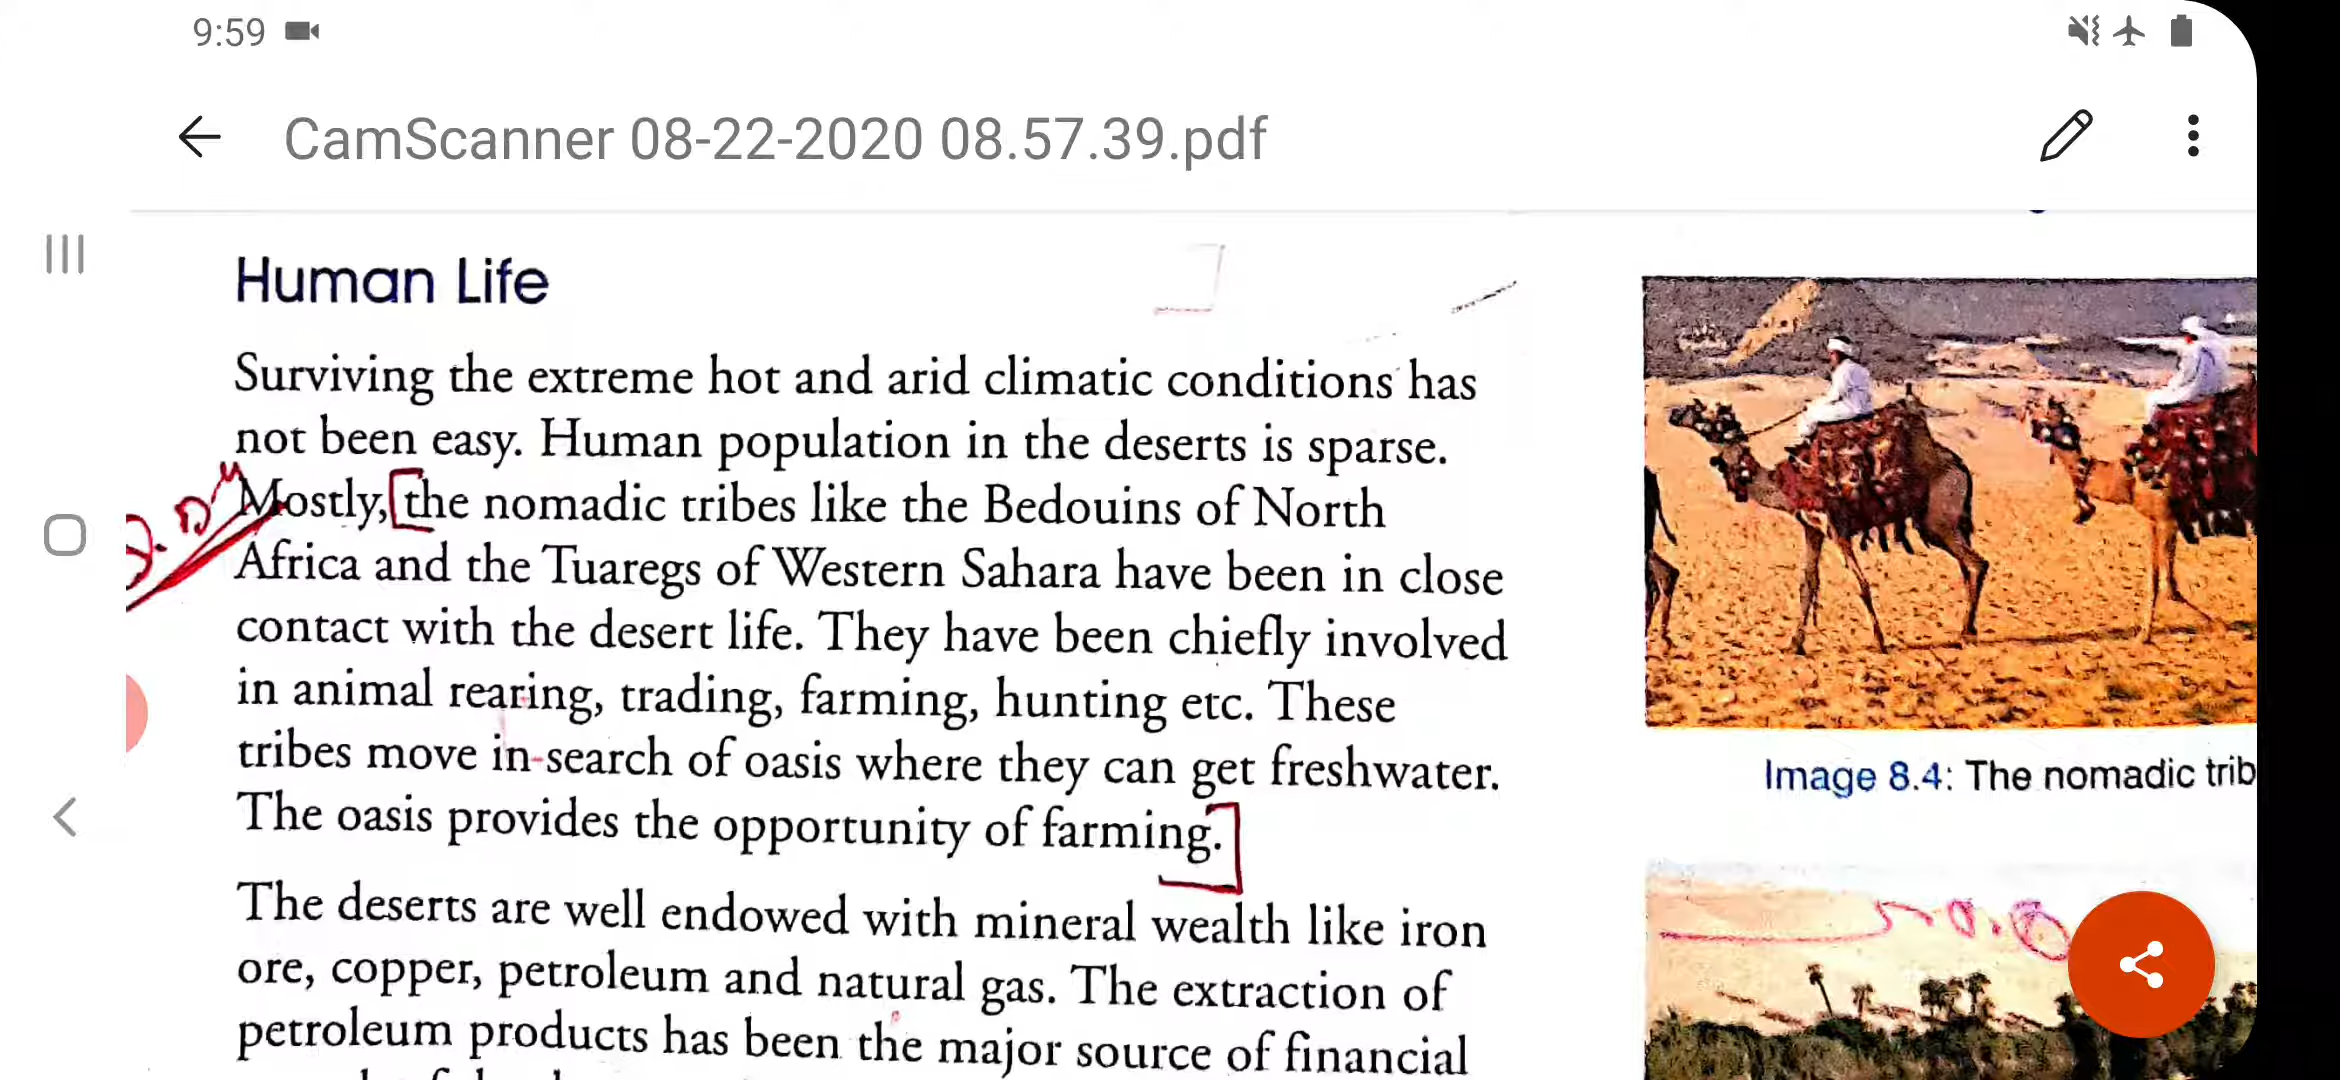 9:59
CamScanner 08-22-2020 08.57.39.pdf
Human Life
Surviving the extreme hot and arid climatic conditions has
not been easy. Human population in the deserts is sparse.
Mostly, the nomadic tribes like the Bedouins of North
Africa and the Tuaregs of Western Sahara have been in close
contact with the desert life. They have been chiefly involved
in animal rearing, trading, farming, hunting etc. These
tribes move in search of oasis where they can get freshwater.
The oasis provides the opportunity of farming.
The deserts are well endowed with mineral wealth like iron
ore, copper, petroleum and natural gas. The extraction of
petroleum products has been the major source of financial
Image 8.4: The nomadic trib